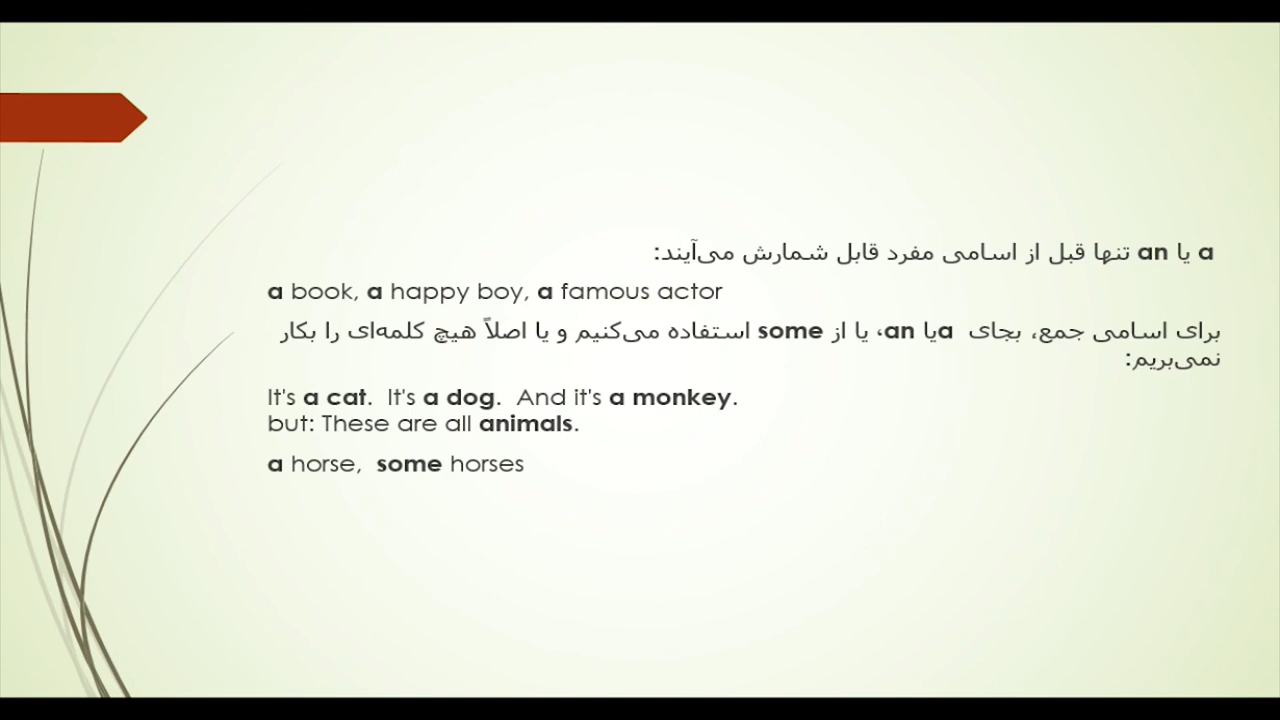 a یا an تنها قبل از اسامی مفرد قابل شمارش می‌آیند:
a book, a happy boy, a famous actor
برای اسامی جمع، بجای aیا an، یا از some استفاده می‌کنیم و یا اصلاً هیچ کلمه‌ای را بکار
نمی‌بریم:
It's a cat.  It's a dog.  And it's a monkey.
but: These are all animals.
a horse,  some horses